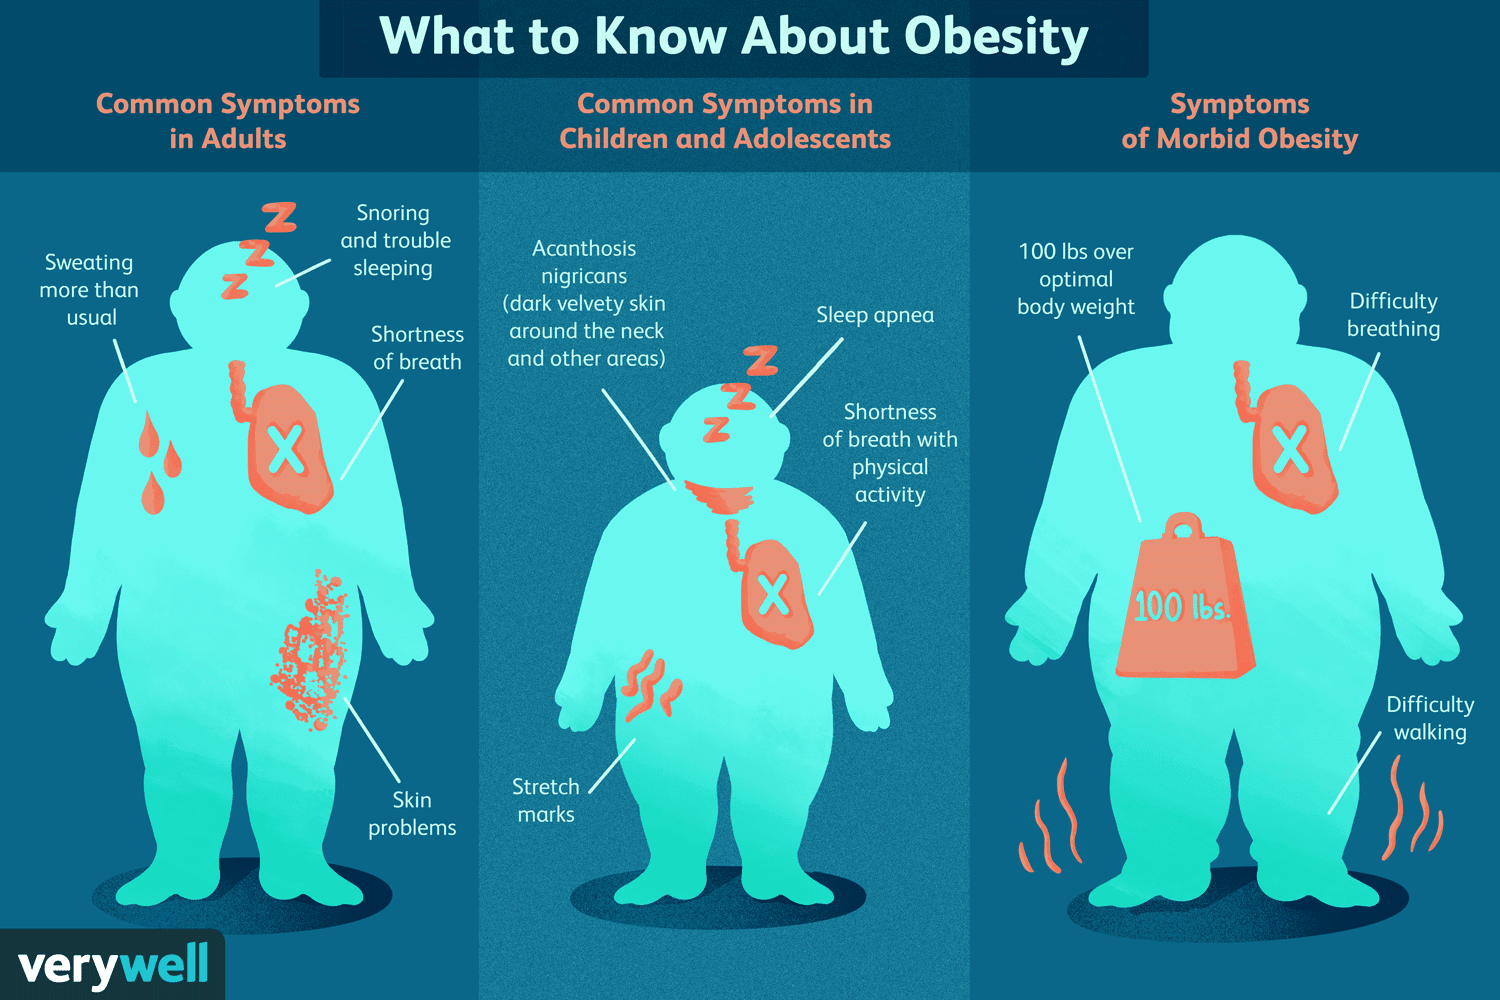 What to Know About Obesity
Common Symptoms
in Adults
Sweating
more than
usual
Z
Z
Z
Snoring
and trouble
sleeping
Shortness
of breath
X
Skin
problems
Common Symptoms in
Children and Adolescents
Acanthosis
nigricans
(dark velvety skin
around the neck
and other areas)
Z
Z
Z
Sleep apnea
Shortness
of breath with
physical
activity
X
Stretch
marks
Symptoms
of Morbid Obesity
100 lbs over
optimal
body weight
Difficulty
breathing
X
100 lbs.
Difficulty
walking
verywell